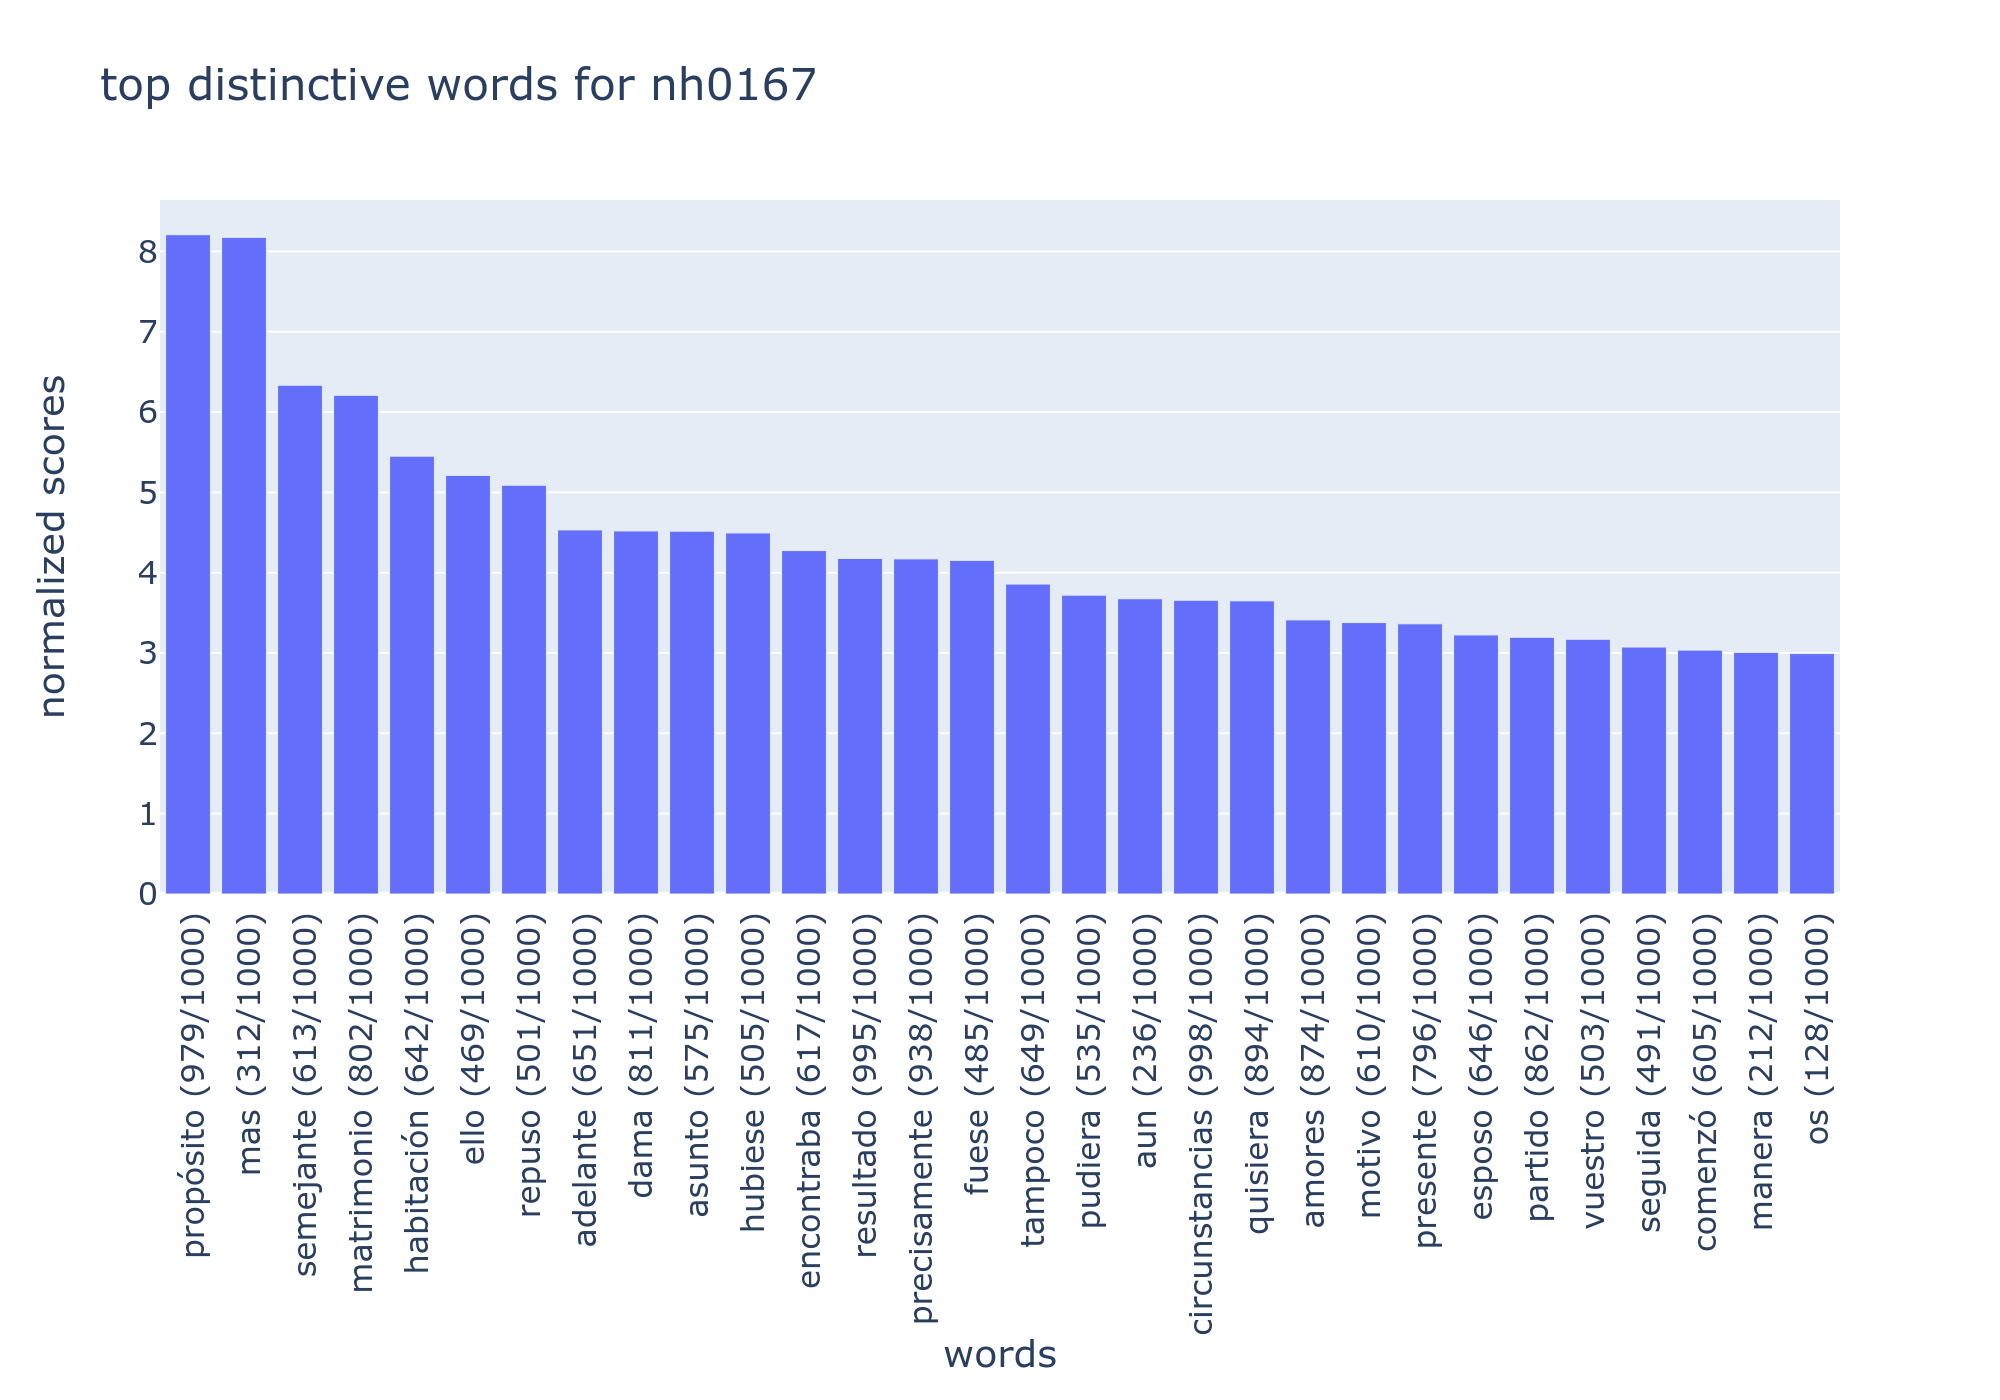 top distinctive words for nh0167
normalized scores
8
7
6
5
4
3
2
1
0
propósito (979/1000)
mas (312/1000)
semejante (613/1000)
matrimonio (802/1000)
habitación (642/1000)
ello (469/1000)
repuso (501/1000)
adelante (651/1000)
dama (811/1000)
asunto (575/1000)
hubiese (505/1000)
encontraba (617/1000)
resultado (995/1000)
precisamente (938/1000)
fuese (485/1000)
tampoco (649/1000)
pudiera (535/1000)
aun (236/1000)
circunstancias (998/1000)
quisiera (894/1000)
amores (874/1000)
motivo (610/1000)
presente (796/1000)
esposo (646/1000)
partido (862/1000)
vuestro (503/1000)
seguida (491/1000)
comenzó (605/1000)
manera (212/1000)
os (128/1000)
words